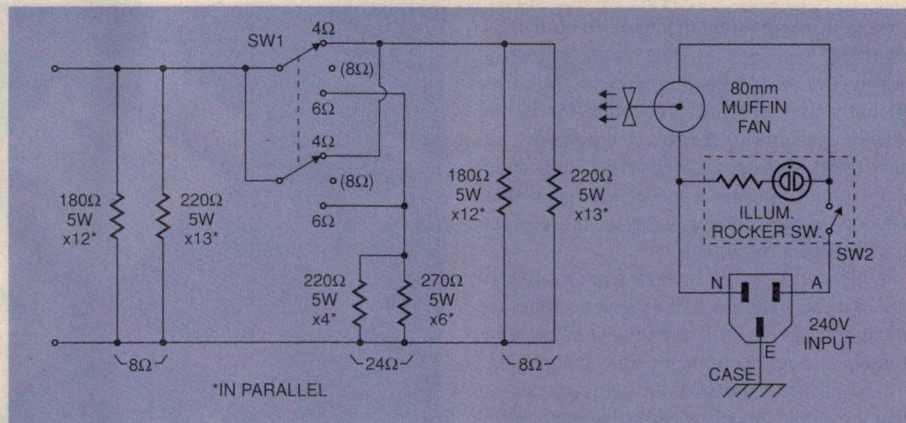 SW1
4Ω
(8Ω)
6Ω
4Ω
(8Ω)
6Ω
180Ω
5W
x12*
220Ω
5W
x13*
220Ω
5W
x4*
270Ω
5W
x6*
180Ω
5W
x12*
220Ω
5W
x13*
8Ω
24Ω
8Ω
*IN PARALLEL
80mm
MUFFIN
FAN
ILLUM.
ROCKER SW.
SW2
N
A
E
240V
INPUT
CASE